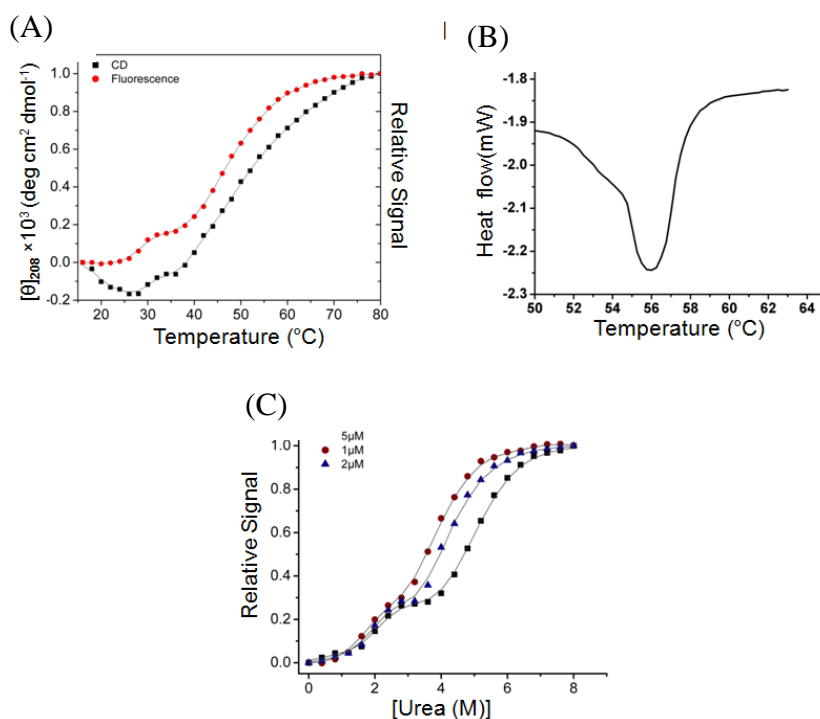 (A)
CD
Fluorescence
1.0
0.8
0.6
0.4
0.2
0.0
-0.2
[θ]208 ×10³ (deg cm² dmol⁻¹)
Relative Signal
20 30 40 50 60 70 80
Temperature (°C)
(B)
-1.8
-1.9
-2.0
-2.1
-2.2
-2.3
Heat flow(mW)
50 52 54 56 58 60 62 64
Temperature (°C)
(C)
5µM
1µM
2µM
1.0
0.8
0.6
0.4
0.2
0.0
Relative Signal
0 2 4 6 8
[Urea (M)]